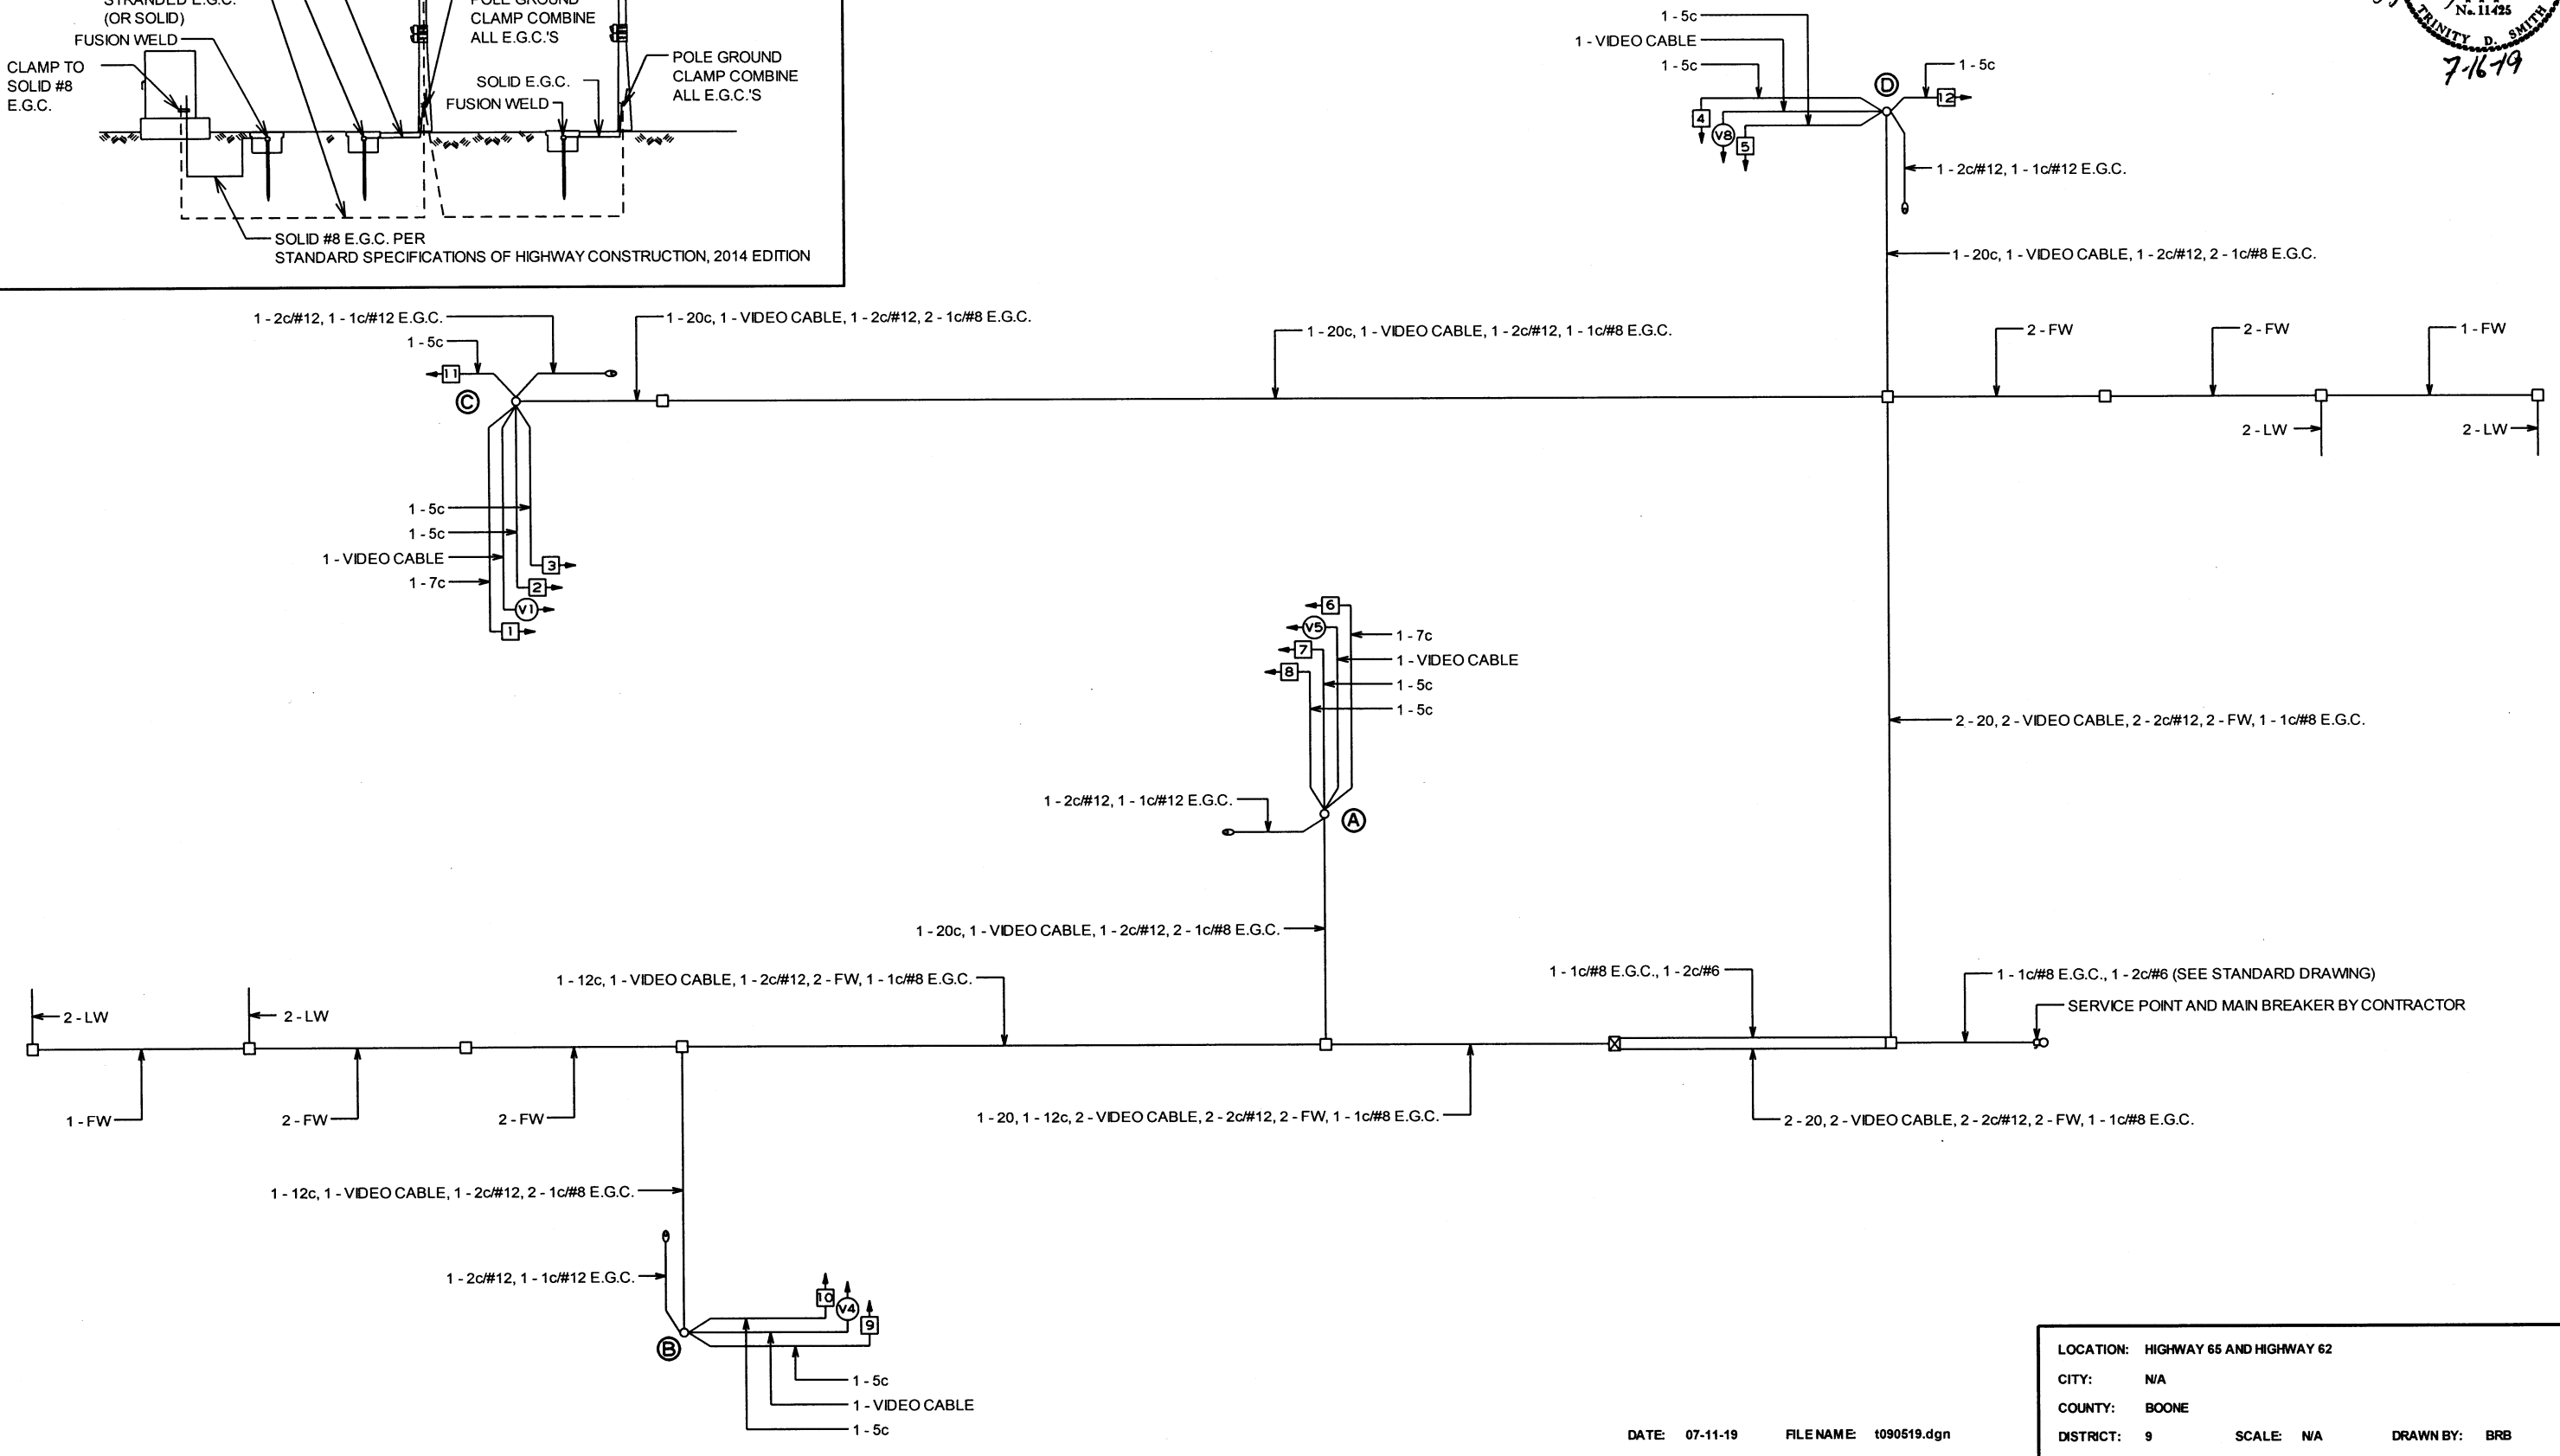 STRANDED E.G.C.
(OR SOLID)
FUSION WELD
CLAMP TO
SOLID #8
E.G.C.
POLE GROUND
CLAMP COMBINE
ALL E.G.C.'S
SOLID E.G.C.
FUSION WELD
POLE GROUND
CLAMP COMBINE
ALL E.G.C.'S
SOLID #8 E.G.C. PER
STANDARD SPECIFICATIONS OF HIGHWAY CONSTRUCTION, 2014 EDITION
No. 11425
TRINITY D. SMITH
7-16-19
1 - 5c
1 - VIDEO CABLE
1 - 5c
D
1 - 5c
12
4
V8
5
1 - 2c/#12, 1 - 1c/#12 E.G.C.
1 - 20c, 1 - VIDEO CABLE, 1 - 2c/#12, 2 - 1c/#8 E.G.C.
1 - 2c/#12, 1 - 1c/#12 E.G.C.
1 - 5c
11
C
1 - 20c, 1 - VIDEO CABLE, 1 - 2c/#12, 2 - 1c/#8 E.G.C.
1 - 20c, 1 - VIDEO CABLE, 1 - 2c/#12, 1 - 1c/#8 E.G.C.
2 - FW
2 - FW
1 - FW
2 - LW
2 - LW
1 - 5c
1 - 5c
1 - VIDEO CABLE
1 - 7c
3
2
V1
1
6
V5
7
8
1 - 7c
1 - VIDEO CABLE
1 - 5c
1 - 5c
2 - 20, 2 - VIDEO CABLE, 2 - 2c/#12, 2 - FW, 1 - 1c/#8 E.G.C.
1 - 2c/#12, 1 - 1c/#12 E.G.C.
A
1 - 20c, 1 - VIDEO CABLE, 1 - 2c/#12, 2 - 1c/#8 E.G.C.
1 - 12c, 1 - VIDEO CABLE, 1 - 2c/#12, 2 - FW, 1 - 1c/#8 E.G.C.
1 - 1c/#8 E.G.C., 1 - 2c/#6
1 - 1c/#8 E.G.C., 1 - 2c/#6 (SEE STANDARD DRAWING)
SERVICE POINT AND MAIN BREAKER BY CONTRACTOR
2 - LW
2 - LW
1 - FW
2 - FW
2 - FW
1 - 20, 1 - 12c, 2 - VIDEO CABLE, 2 - 2c/#12, 2 - FW, 1 - 1c/#8 E.G.C.
2 - 20, 2 - VIDEO CABLE, 2 - 2c/#12, 2 - FW, 1 - 1c/#8 E.G.C.
1 - 12c, 1 - VIDEO CABLE, 1 - 2c/#12, 2 - 1c/#8 E.G.C.
1 - 2c/#12, 1 - 1c/#12 E.G.C.
10
V4
9
B
1 - 5c
1 - VIDEO CABLE
1 - 5c
LOCATION: HIGHWAY 65 AND HIGHWAY 62
CITY: N/A
COUNTY: BOONE
DISTRICT: 9 SCALE: N/A DRAWN BY: BRB
DATE: 07-11-19 FILE NAME: t090519.dgn